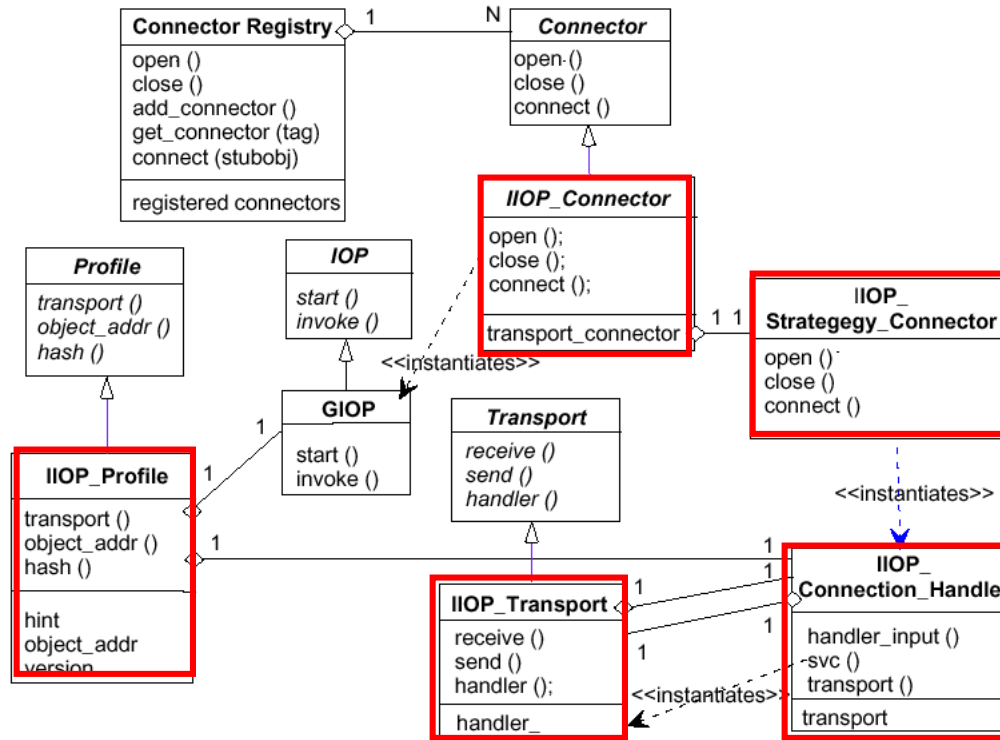 Connector Registry
open ()
close ()
add_connector ()
get_connector (tag)
connect (stubobj)
registered connectors
1
N
Connector
open ()
close ()
connect ()
IIOP_Connector
open ();
close ();
connect ();
transport_connector
1 1
IIOP_
Strategegy_Connector
open ()
close ()
connect ()
Profile
transport ()
object_addr ()
hash ()
IOP
start ()
invoke ()
<<instantiates>>
GIOP
start ()
invoke ()
1
1
Transport
receive ()
send ()
handler ()
<<instantiates>>
IIOP_Profile
transport ()
object_addr ()
hash ()
hint
object_addr
version
1
1
IIOP_Transport
receive ()
send ()
handler ();
handler_
1
1
1
1
<<instantiates>>
IIOP_
Connection_Handle
handler_input ()
svc ()
transport ()
transport